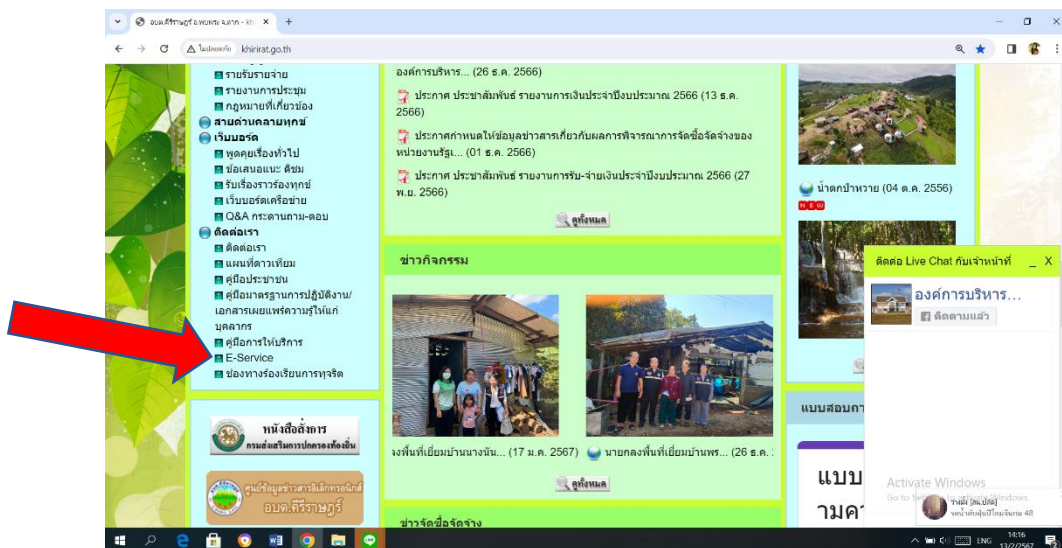 อบต.คีรีราษฎร์ อ.พบพระ จ.ตาก - kh
ไม่ปลอดภัย khirirat.go.th
รายรับรายจ่าย
รายงานการประชุม
กฎหมายที่เกี่ยวข้อง
สายด่วนคลายทุกข์
เว็บบอร์ด
พูดคุยเรื่องทั่วไป
ข้อเสนอแนะ ติชม
รับเรื่องราวร้องทุกข์
เว็บบอร์ดเครือข่าย
Q&A กระดานถาม-ตอบ
ติดต่อเรา
ติดต่อเรา
แผนที่ดาวเทียม
คู่มือประชาชน
คู่มือมาตรฐานการปฏิบัติงาน/
เอกสารเผยแพร่ความรู้ให้แก่
บุคลากร
คู่มือการให้บริการ
E-Service
ช่องทางร้องเรียนการทุจริต
หนังสือสั่งการ
กรมส่งเสริมการปกครองท้องถิ่น
ศูนย์ข้อมูลข่าวสารอิเล็กทรอนิกส์
อบต.คีรีราษฎร์
องค์การบริหาร... (26 ธ.ค. 2566)
ประกาศ ประชาสัมพันธ์ รายงานการเงินประจำปีงบประมาณ 2566 (13 ธ.ค.
2566)
ประกาศกำหนดให้ข้อมูลข่าวสารเกี่ยวกับผลการพิจารณาการจัดซื้อจัดจ้างของ
หน่วยงานรัฐเ... (01 ธ.ค. 2566)
ประกาศ ประชาสัมพันธ์ รายงานการรับ-จ่ายเงินประจำปีงบประมาณ 2566 (27
พ.ย. 2566)
ดูทั้งหมด
ข่าวกิจกรรม
งพื้นที่เยี่ยมบ้านนางนัน... (17 ม.ค. 2567)
นายกลงพื้นที่เยี่ยมบ้านพร... (26 ธ.ค. :
ดูทั้งหมด
ข่าวจัดซื้อจัดจ้าง
น้ำตกป่าหวาย (04 ต.ค. 2556)
NEW
แบบสอบถา
แบบ
ามคว
ติดต่อ Live Chat กับเจ้าหน้าที่ _ X
องค์การบริหาร...
ติดตามแล้ว
Activate Windows
Go to Se
Windows.
ENG
14:16
13/2/2567